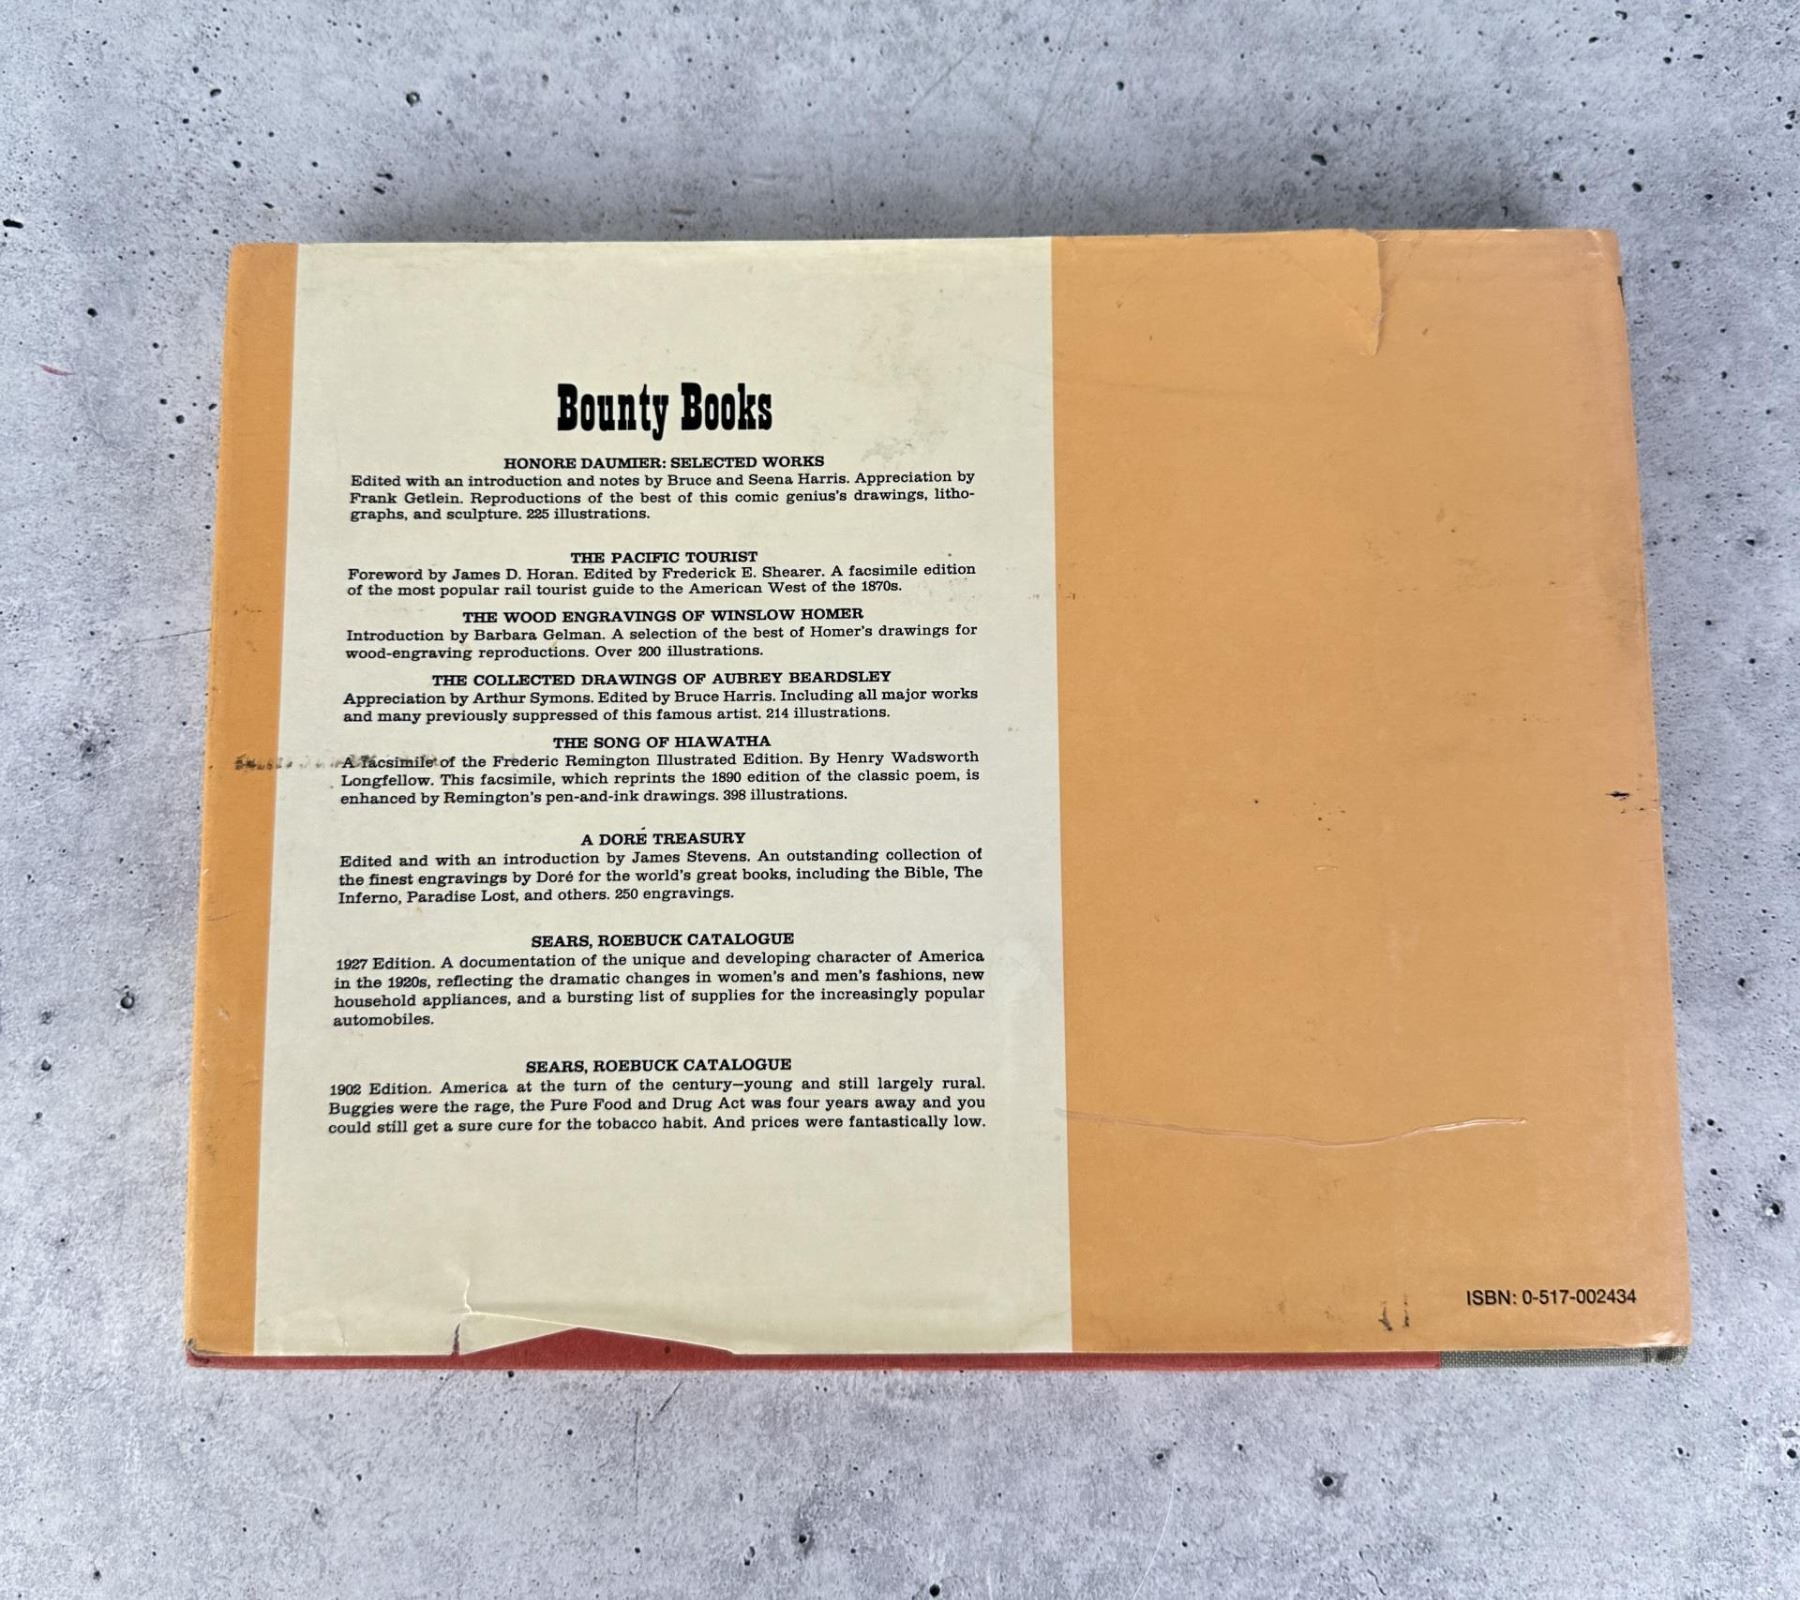 Bounty Books
HONORE DAUMIER: SELECTED WORKS
Edited with an introduction and notes by Bruce and Seena Harris. Appreciation by
Frank Getlein. Reproductions of the best of this comic genius's drawings, litho-
graphs, and sculpture. 225 illustrations.
THE PACIFIC TOURIST
Foreword by James D. Horan. Edited by Frederick E. Shearer. A facsimile edition
of the most popular rail tourist guide to the American West of the 1870s.
THE WOOD ENGRAVINGS OF WINSLOW HOMER
Introduction by Barbara Gelman. A selection of the best of Homer's drawings for
wood-engraving reproductions. Over 200 illustrations.
THE COLLECTED DRAWINGS OF AUBREY BEARDSLEY
Appreciation by Arthur Symons. Edited by Bruce Harris. Including all major works
and many previously suppressed of this famous artist. 214 illustrations.
THE SONG OF HIAWATHA
A facsimile of the Frederic Remington Illustrated Edition. By Henry Wadsworth
Longfellow. This facsimile, which reprints the 1890 edition of the classic poem, is
enhanced by Remington's pen-and-ink drawings. 398 illustrations.
A DORÉ TREASURY
Edited and with an introduction by James Stevens. An outstanding collection of
the finest engravings by Doré for the world's great books, including the Bible, The
Inferno, Paradise Lost, and others. 250 engravings.
SEARS, ROEBUCK CATALOGUE
1927 Edition. A documentation of the unique and developing character of America
in the 1920s, reflecting the dramatic changes in women's and men's fashions, new
household appliances, and a bursting list of supplies for the increasingly popular
automobiles.
SEARS, ROEBUCK CATALOGUE
1902 Edition. America at the turn of the century—young and still largely rural.
Buggies were the rage, the Pure Food and Drug Act was four years away and you
could still get a sure cure for the tobacco habit. And prices were fantastically low.
ISBN: 0-517-002434